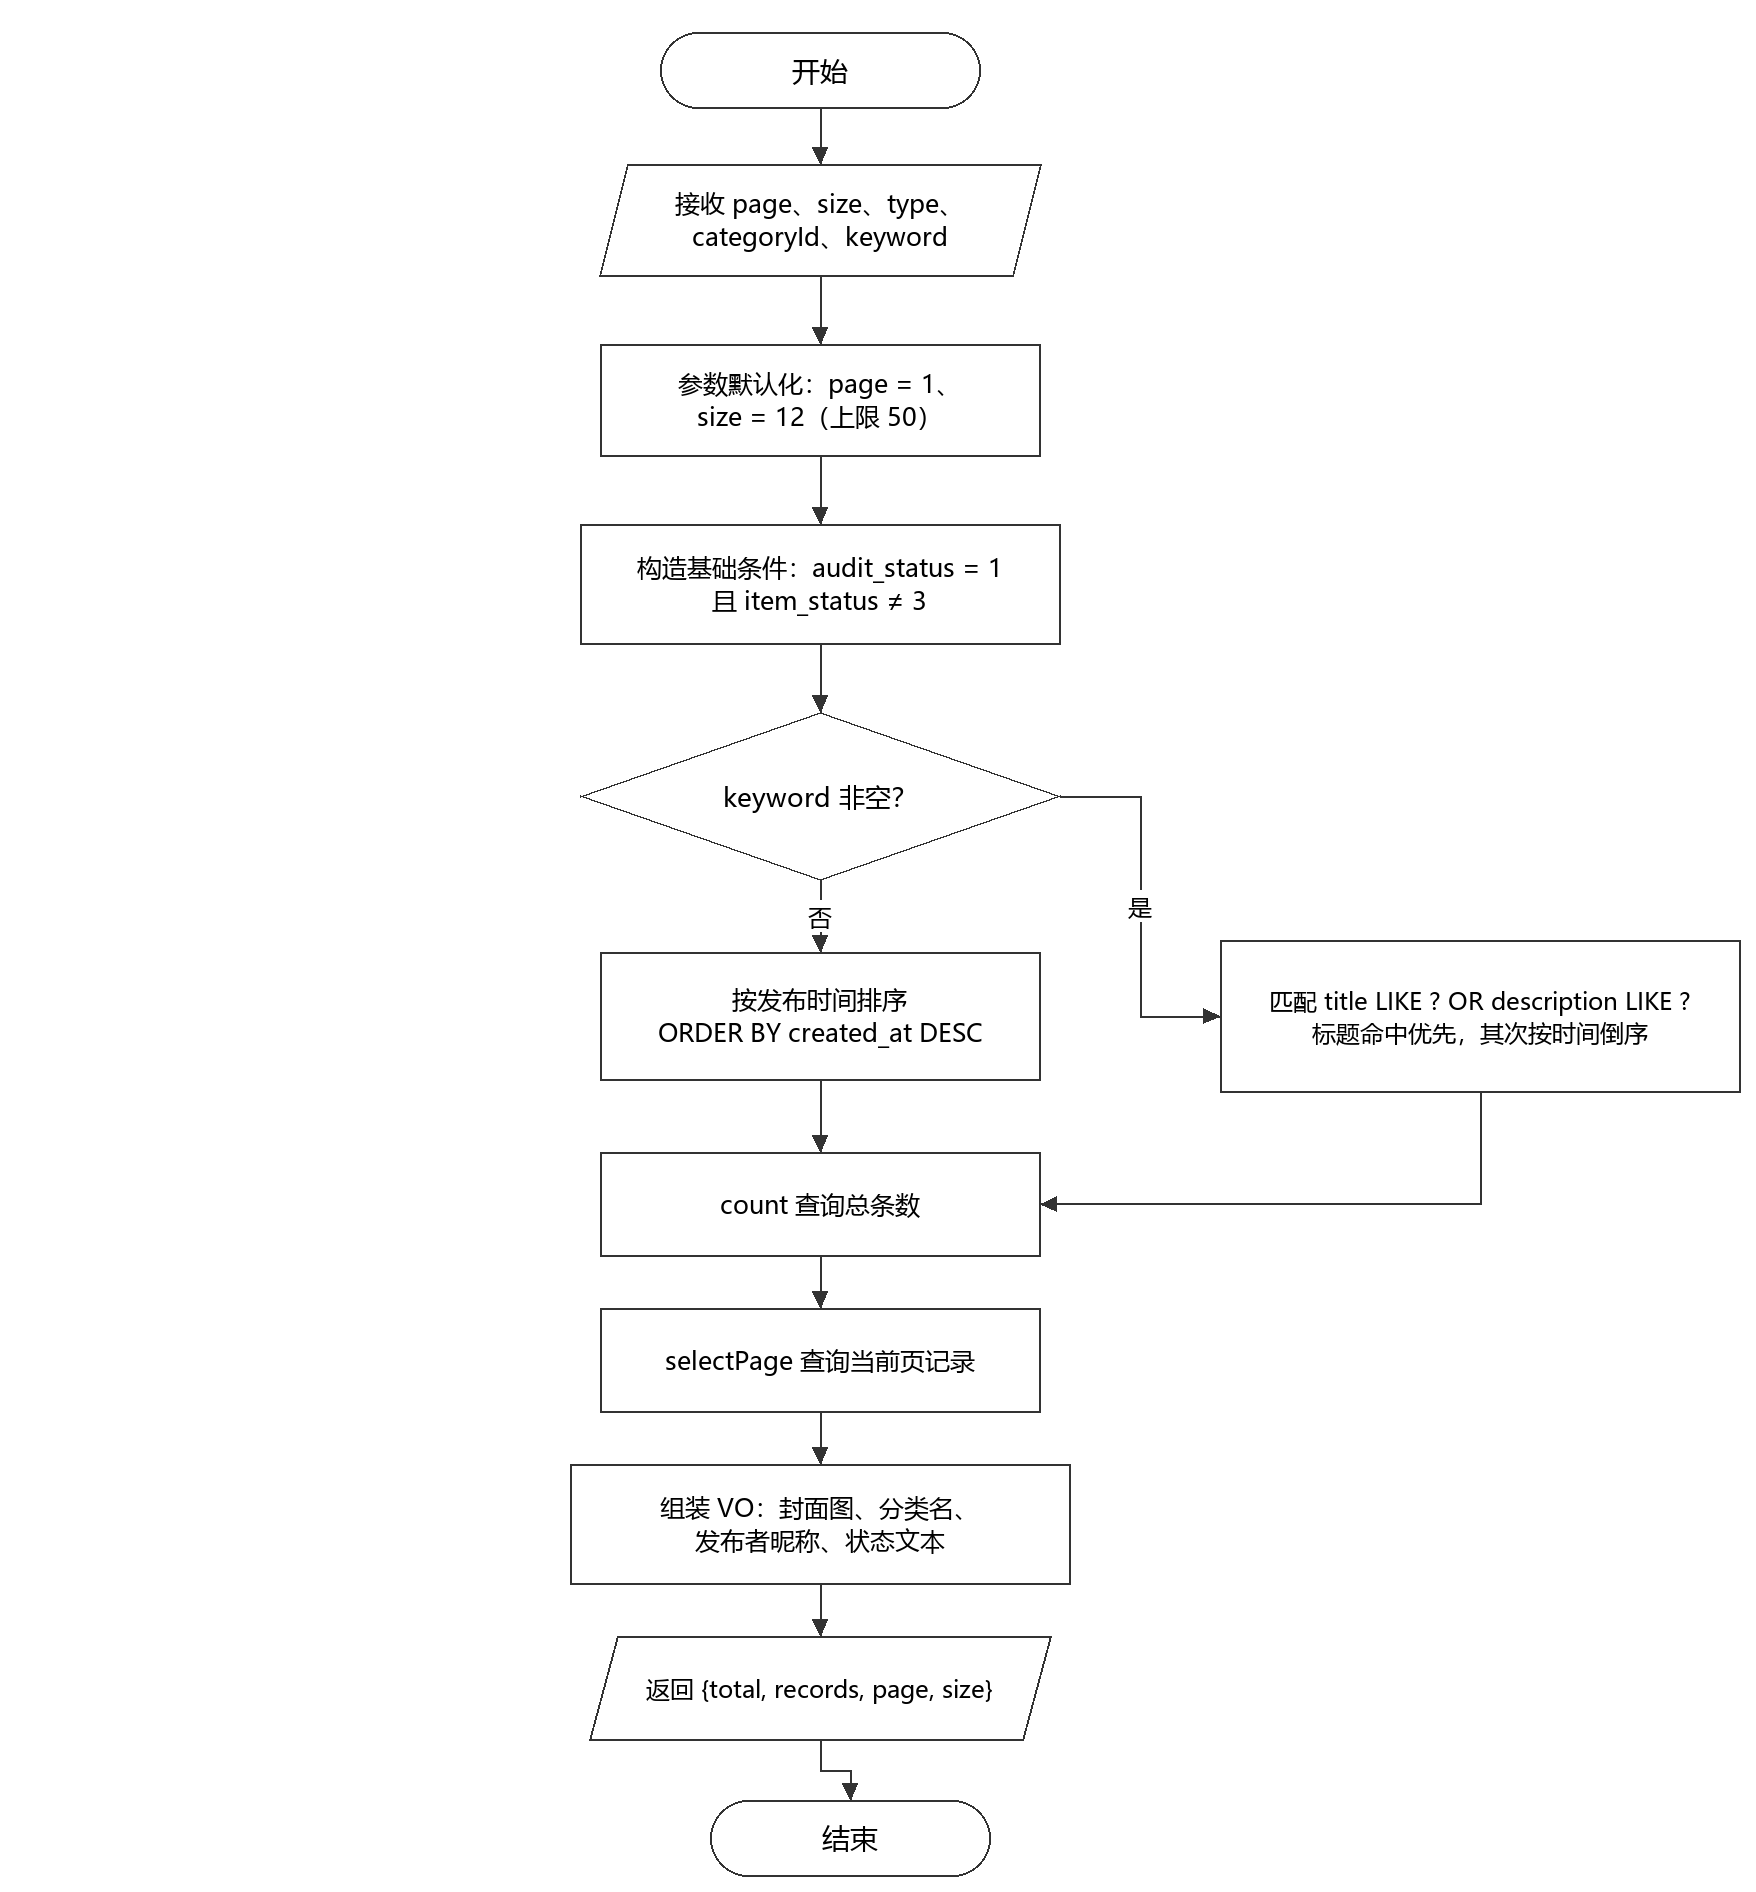 开始
接收 page、size、type、
categoryId、keyword
参数默认化：page = 1、
size = 12（上限 50）
构造基础条件：audit_status = 1
且 item_status ≠ 3
keyword 非空？
否
是
按发布时间排序
ORDER BY created_at DESC
匹配 title LIKE ? OR description LIKE ?
标题命中优先，其次按时间倒序
count 查询总条数
selectPage 查询当前页记录
组装 VO：封面图、分类名、
发布者昵称、状态文本
返回 {total, records, page, size}
结束